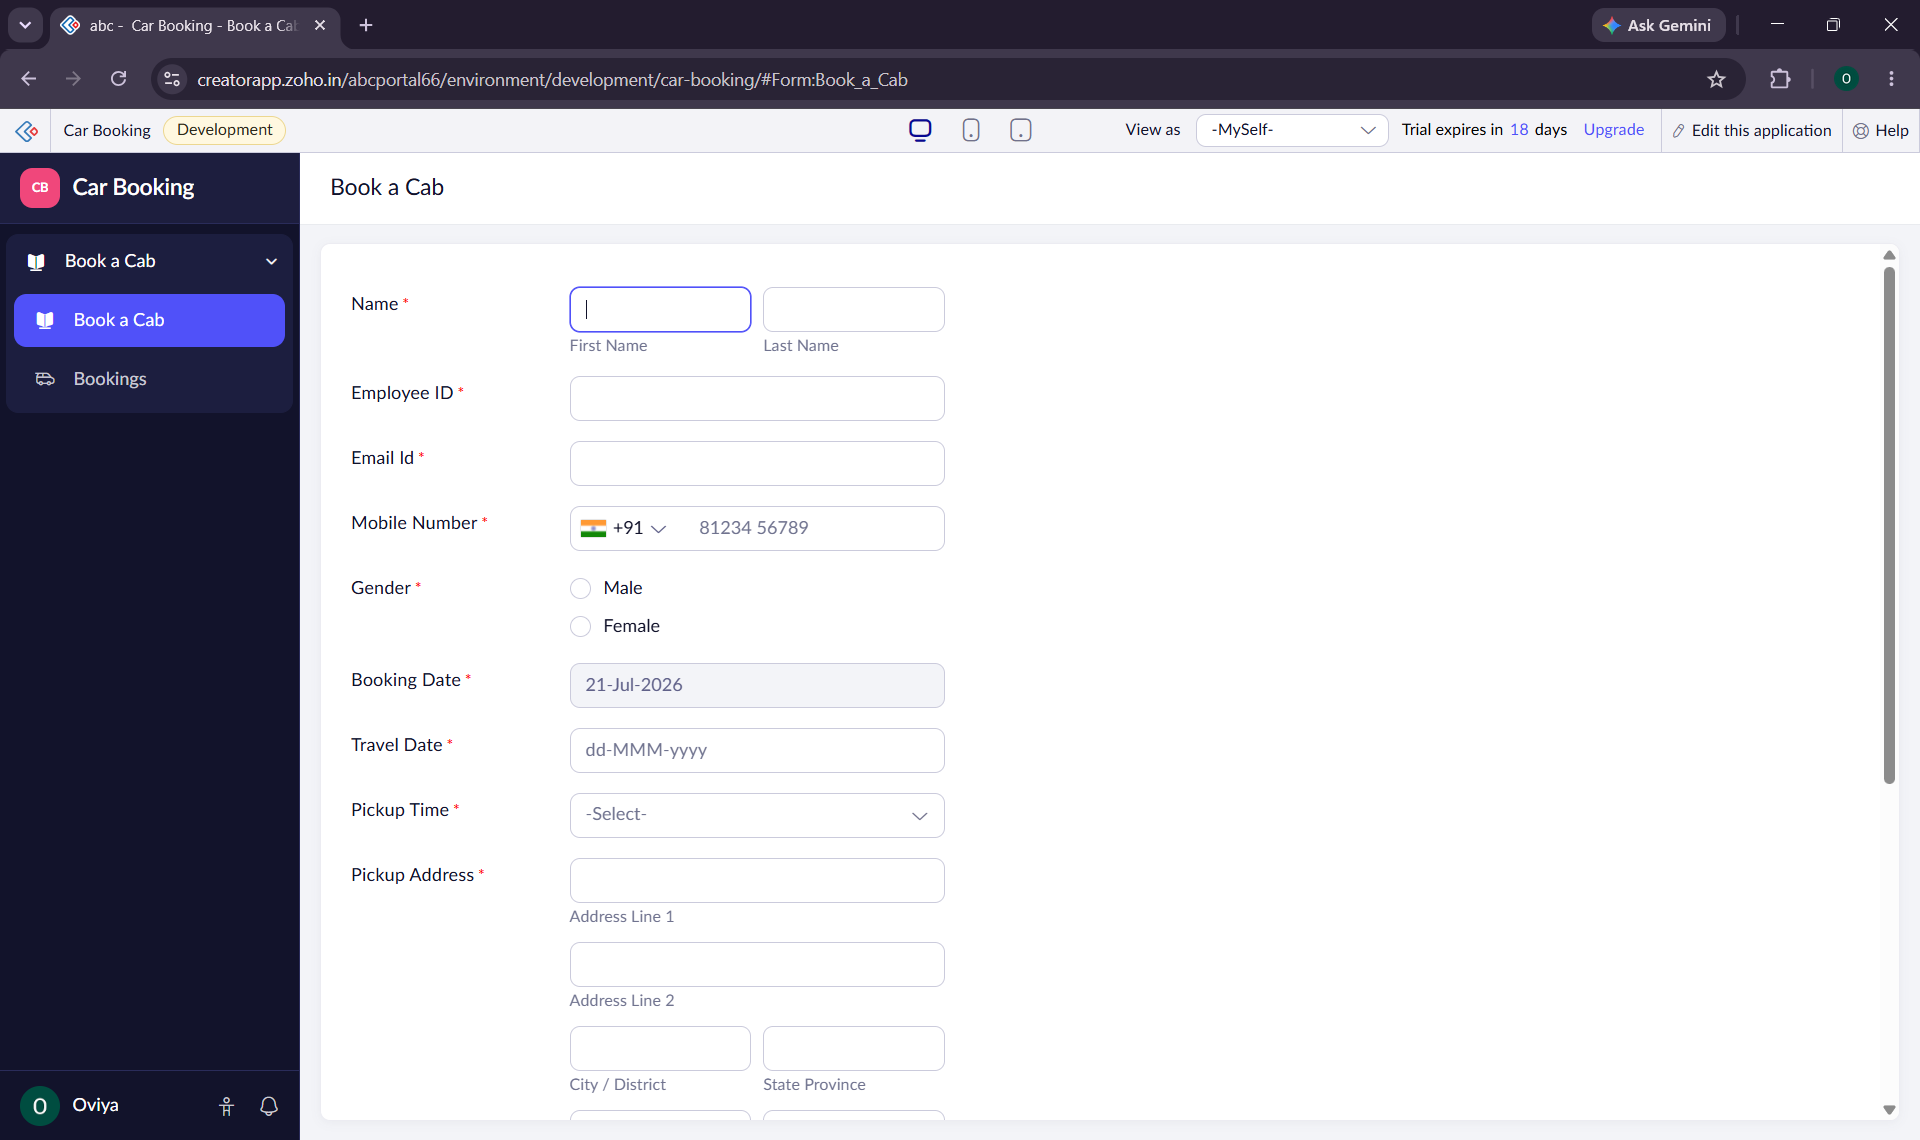 abc - Car Booking - Book a Cab
Ask Gemini
creatorapp.zoho.in/abcportal66/environment/development/car-booking/#Form:Book_a_Cab
O
Car Booking
Development
View as
-MySelf-
Trial expires in 18 days
Upgrade
Edit this application
Help
CB
Car Booking
Book a Cab
Book a Cab
Book a Cab
Bookings
Name *
First Name
Last Name
Employee ID *
Email Id *
Mobile Number *
+91
81234 56789
Gender *
Male
Female
Booking Date *
21-Jul-2026
Travel Date *
dd-MMM-yyyy
Pickup Time *
-Select-
Pickup Address *
Address Line 1
Address Line 2
City / District
State Province
O
Oviya